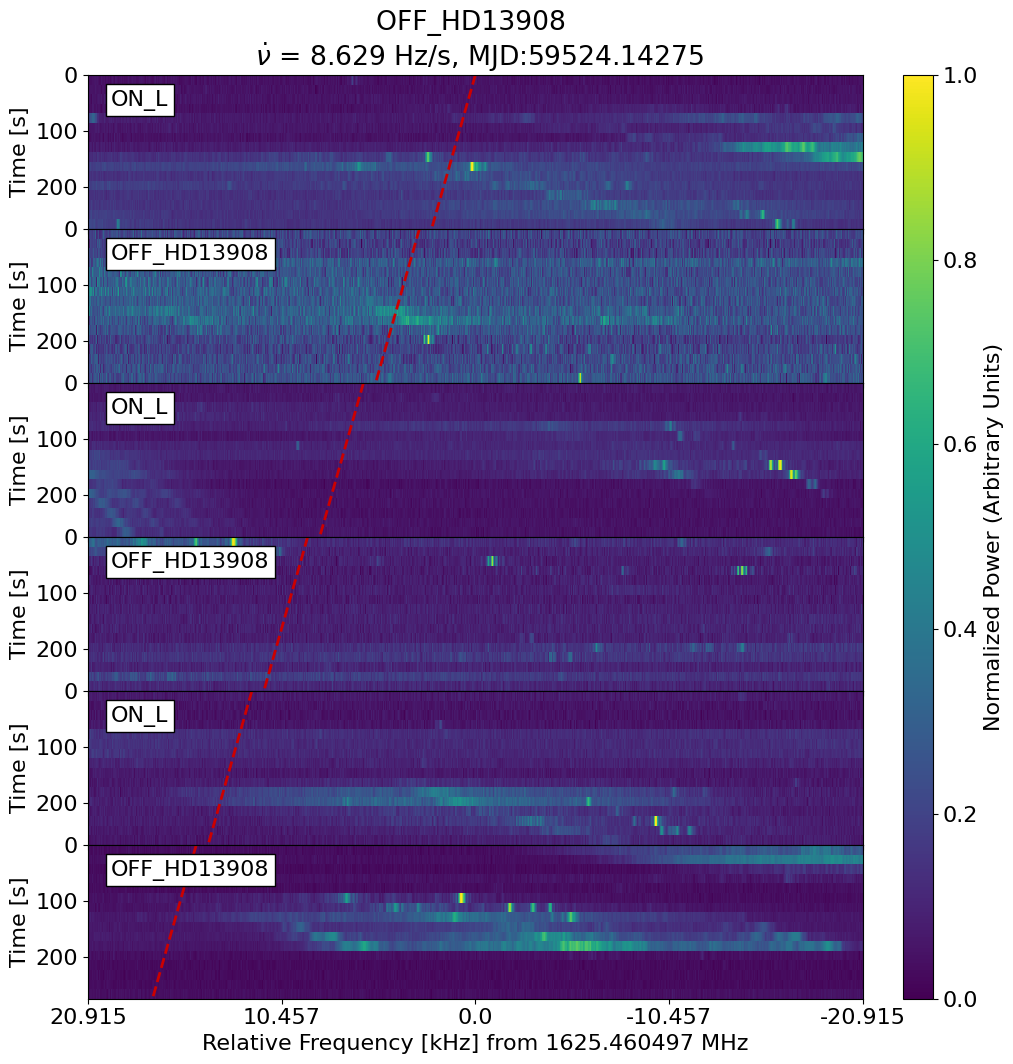 OFF_HD13908
ν̇ = 8.629 Hz/s, MJD:59524.14275
0
ON_L
100
200
Time [s]
0
OFF_HD13908
100
200
Time [s]
0
ON_L
100
200
Time [s]
0
OFF_HD13908
100
200
Time [s]
0
ON_L
100
200
Time [s]
0
OFF_HD13908
100
200
Time [s]
20.915 10.457 0.0 -10.457 -20.915
Relative Frequency [kHz] from 1625.460497 MHz
1.0
0.8
0.6
0.4
0.2
0.0
Normalized Power (Arbitrary Units)